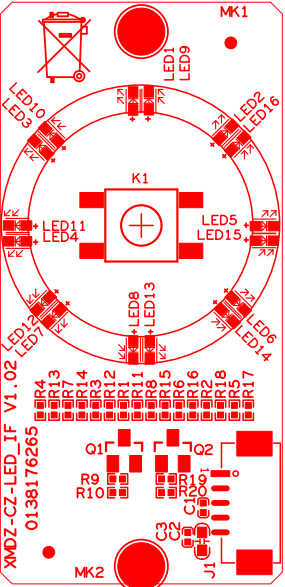 MK1
LED1
LED9
LED10
LED3
LED2
LED16
K1
LED11
LED4
LED5
LED15
LED8
LED13
LED12
LED7
LED6
LED14
R4 R13 R7 R14 R3 R12 R1 R11 R8 R15 R6 R16 R2 R18 R5 R17
XMDZ-CZ-LED_IF V1.02
0138176265
Q1
Q2
R9
R10
R19
R20
1
C1
C3
C2
J1
MK2